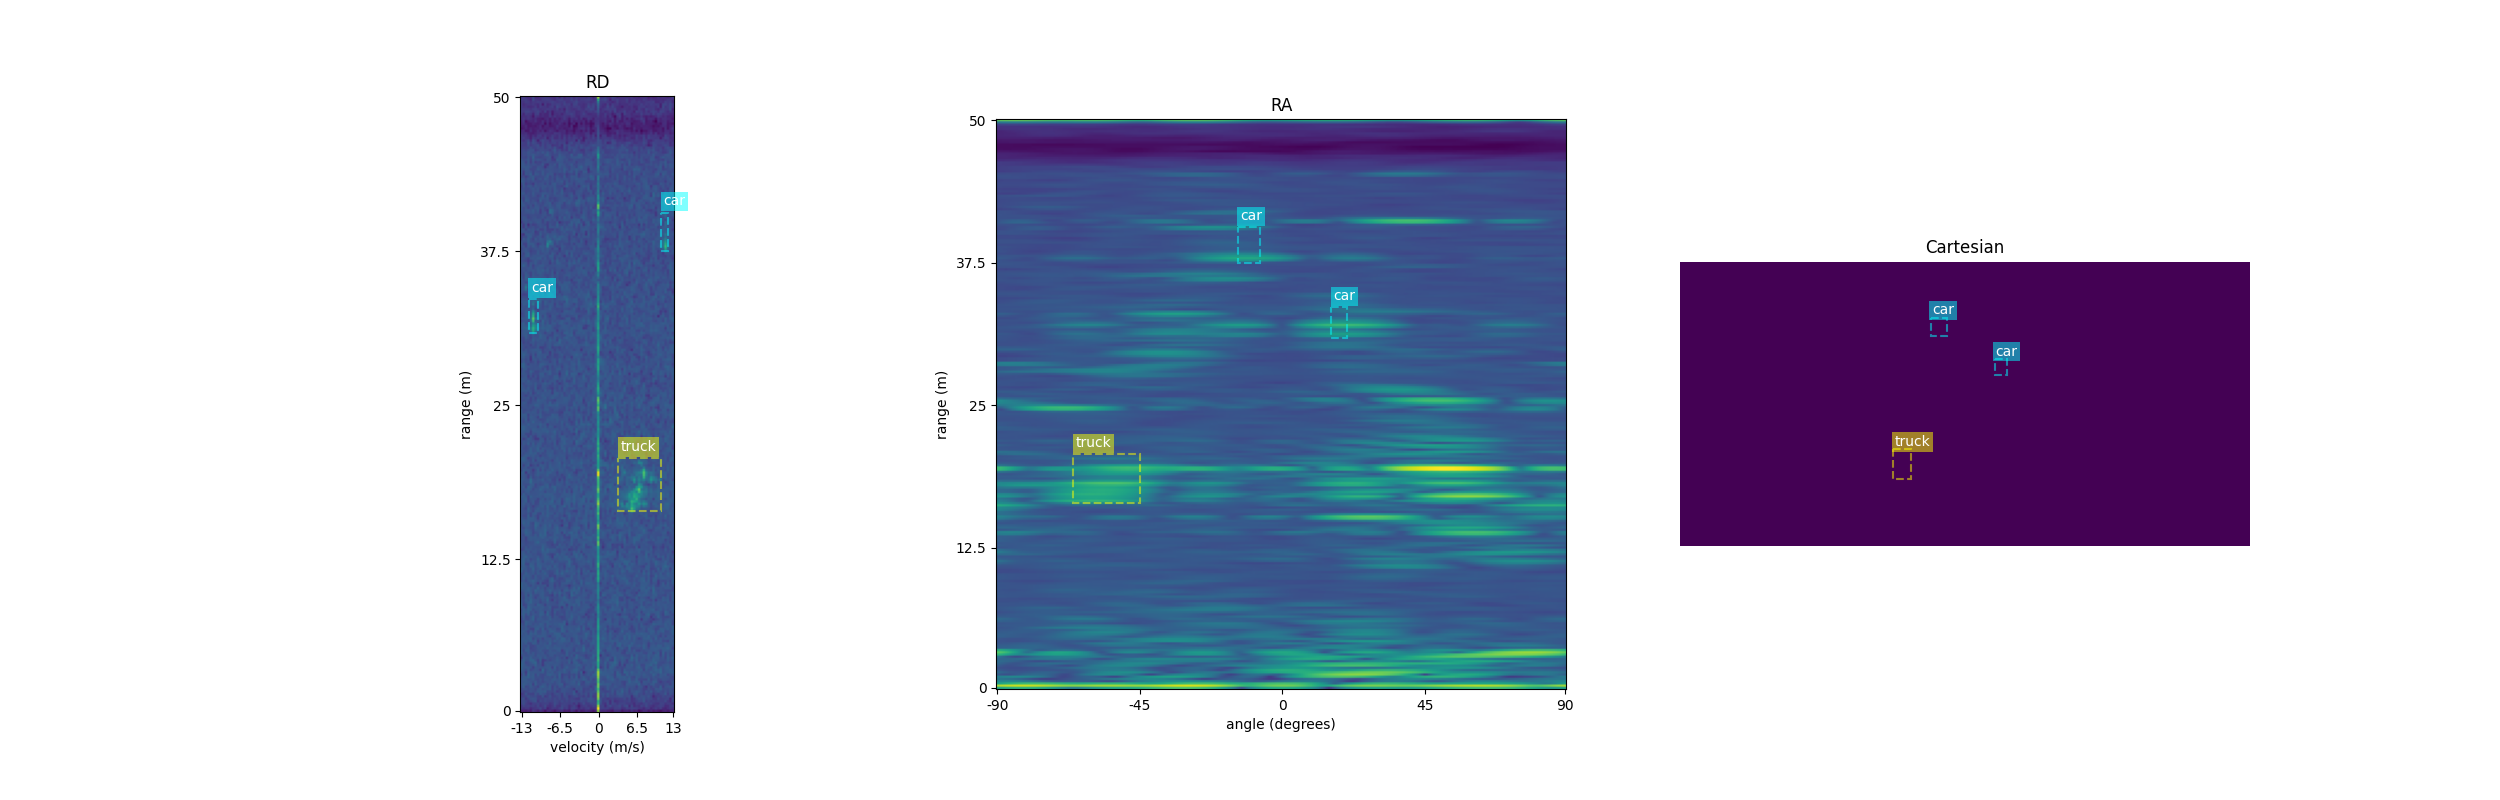 RD
50
37.5
25
12.5
0
range (m)
car
car
truck
-13 -6.5 0 6.5 13
velocity (m/s)
RA
50
37.5
25
12.5
0
range (m)
car
car
truck
-90 -45 0 45 90
angle (degrees)
Cartesian
car
car
truck